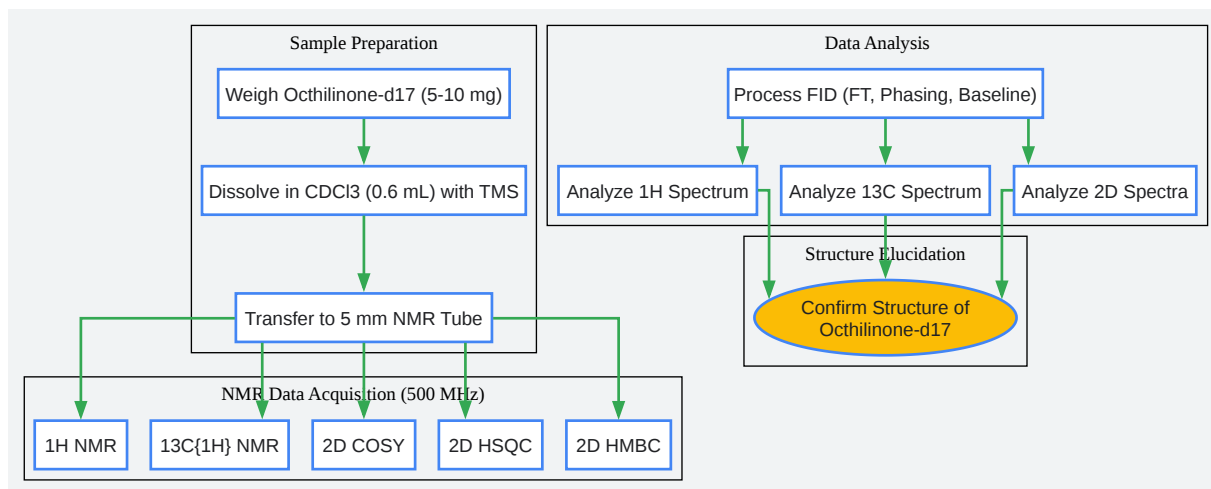 Sample Preparation
Weigh Octhilinone-d17 (5-10 mg)
Dissolve in CDCl3 (0.6 mL) with TMS
Transfer to 5 mm NMR Tube
NMR Data Acquisition (500 MHz)
1H NMR
13C{1H} NMR
2D COSY
2D HSQC
2D HMBC
Data Analysis
Process FID (FT, Phasing, Baseline)
Analyze 1H Spectrum
Analyze 13C Spectrum
Analyze 2D Spectra
Structure Elucidation
Confirm Structure of
Octhilinone-d17